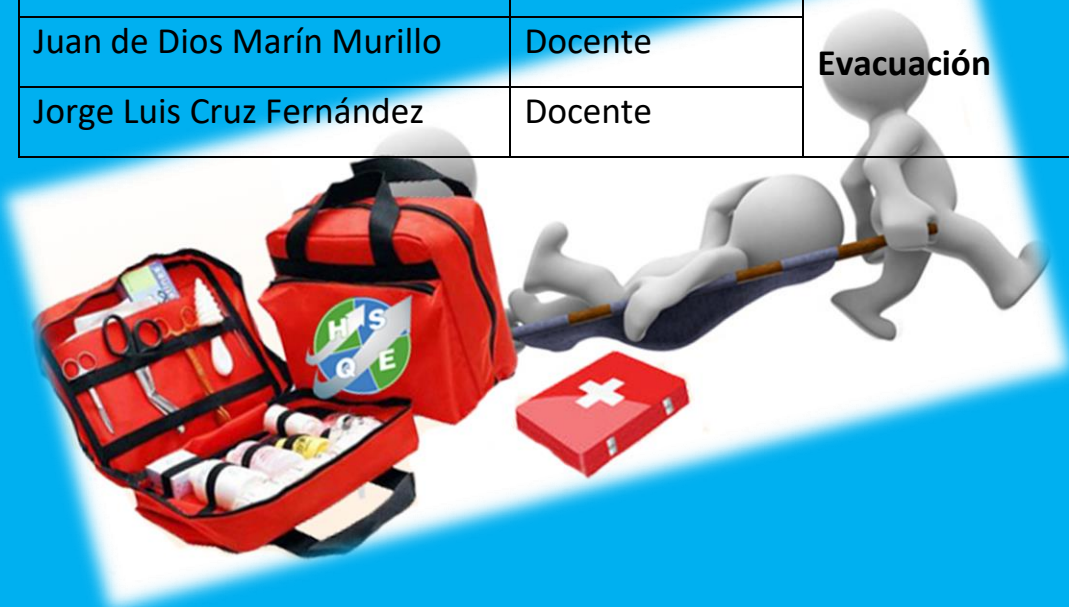 Juan de Dios Marín Murillo Docente
Evacuación
Jorge Luis Cruz Fernández Docente
H S
Q E